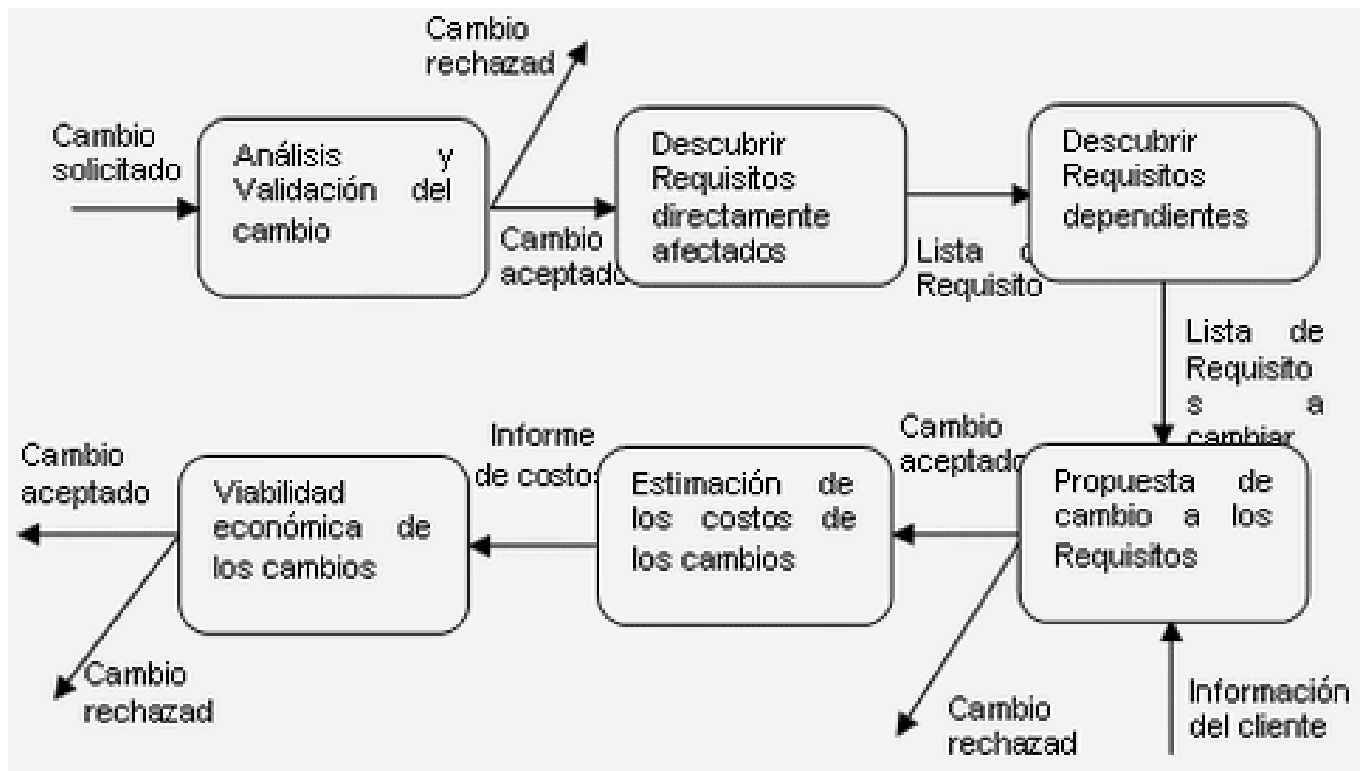 Cambio
rechazad
Cambio
solicitado
Análisis y
Validación del
cambio
Cambio
aceptado
Descubrir
Requisitos
directamente
afectados
Lista
Requisito
Descubrir
Requisitos
dependientes
Lista de
Requisito
s a
cambiar
Cambio
aceptado
Propuesta de
cambio a los
Requisitos
Información
del cliente
Cambio
rechazad
Estimación de
los costos de
los cambios
Informe
de costos
Viabilidad
económica de
los cambios
Cambio
aceptado
Cambio
rechazad